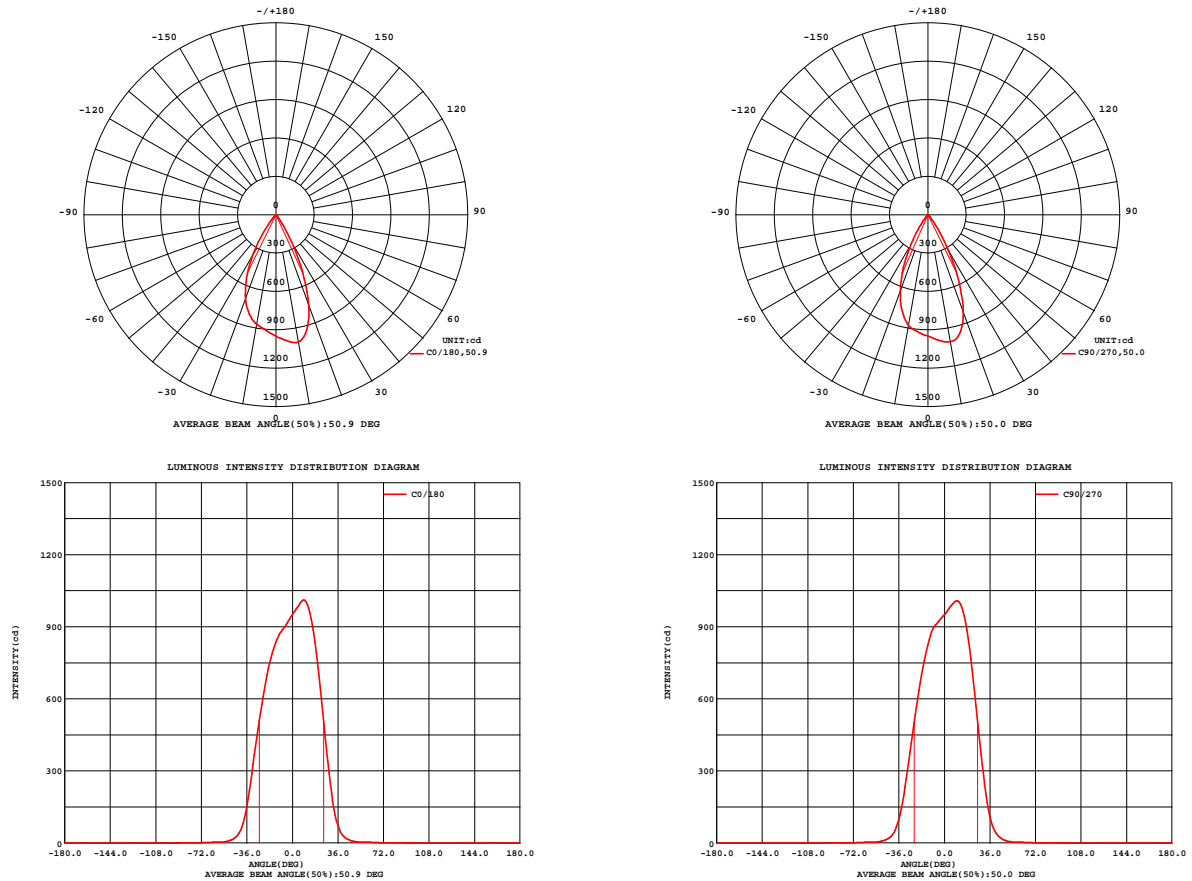 -/+180
-150 150
-120 120
-90 90
-60 60
-30 30
0
300
600
900
1200
1500
0
UNIT:cd
C0/180,50.9
AVERAGE BEAM ANGLE(50%):50.9 DEG
-/+180
-150 150
-120 120
-90 90
-60 60
-30 30
0
300
600
900
1200
1500
0
UNIT:cd
C90/270,50.0
AVERAGE BEAM ANGLE(50%):50.0 DEG
LUMINOUS INTENSITY DISTRIBUTION DIAGRAM
C0/180
1500
1200
900
600
300
0
INTENSITY(cd)
-180.0 -144.0 -108.0 -72.0 -36.0 0.0 36.0 72.0 108.0 144.0 180.0
ANGLE(DEG)
AVERAGE BEAM ANGLE(50%):50.9 DEG
LUMINOUS INTENSITY DISTRIBUTION DIAGRAM
C90/270
1500
1200
900
600
300
0
INTENSITY(cd)
-180.0 -144.0 -108.0 -72.0 -36.0 0.0 36.0 72.0 108.0 144.0 180.0
ANGLE(DEG)
AVERAGE BEAM ANGLE(50%):50.0 DEG